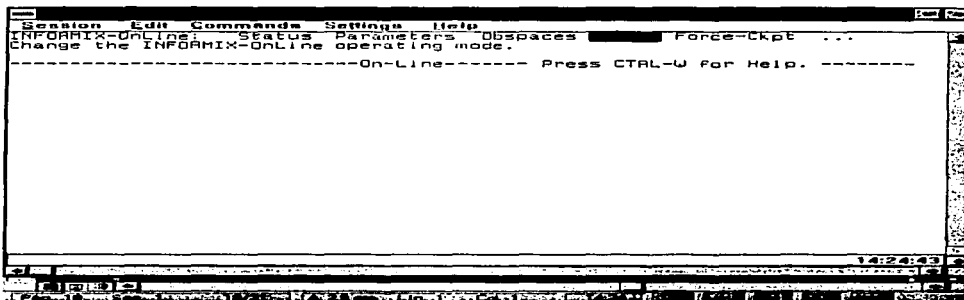 Session Edit Commands Settings Help
INFORMIX-OnLine: Status Parameters Dbspaces Force-Ckpt ...
Change the INFORMIX-OnLine operating mode.
------------------------------On-Line------- Press CTRL-W for Help. --------
14:24:43